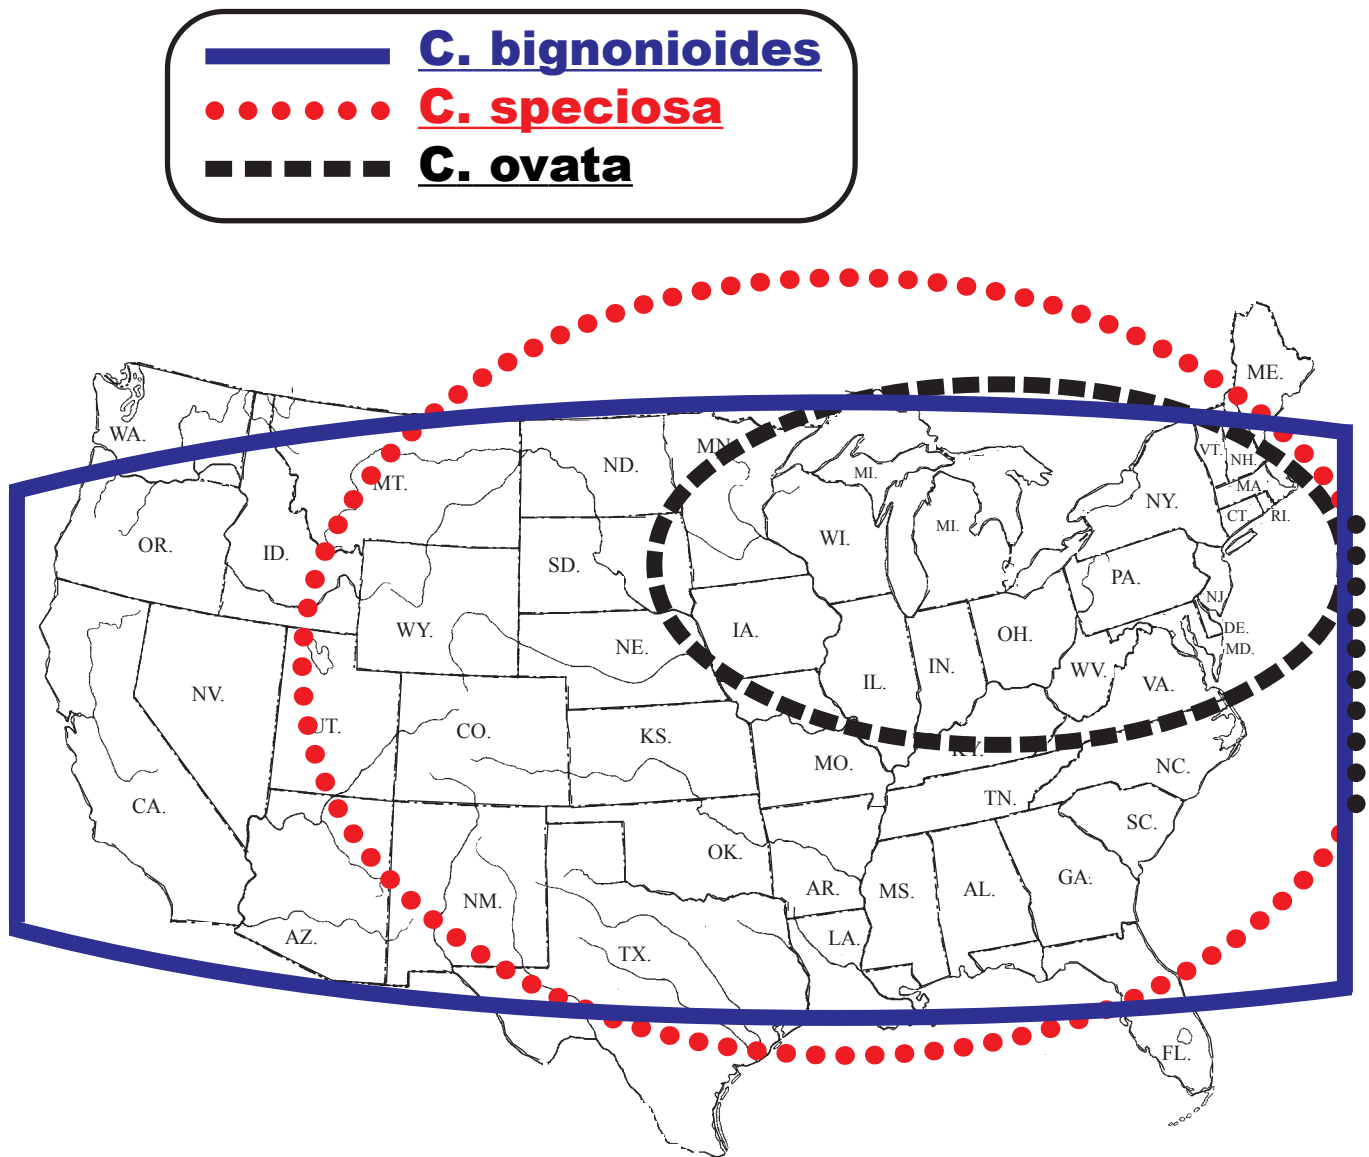 C. bignonioides
C. speciosa
C. ovata
ME.
WA.
MN.
VT.
NH.
ND.
MI.
MT.
MA.
NY.
CT.
RI.
MI.
WI.
OR.
ID.
SD.
PA.
NJ.
WY.
IA.
OH.
DE.
NE.
MD.
IN.
WV.
VA.
IL.
NV.
UT.
CO.
KS.
KY.
MO.
NC.
TN.
CA.
SC.
OK.
GA.
AR.
MS.
AL.
NM.
AZ.
LA.
TX.
FL.